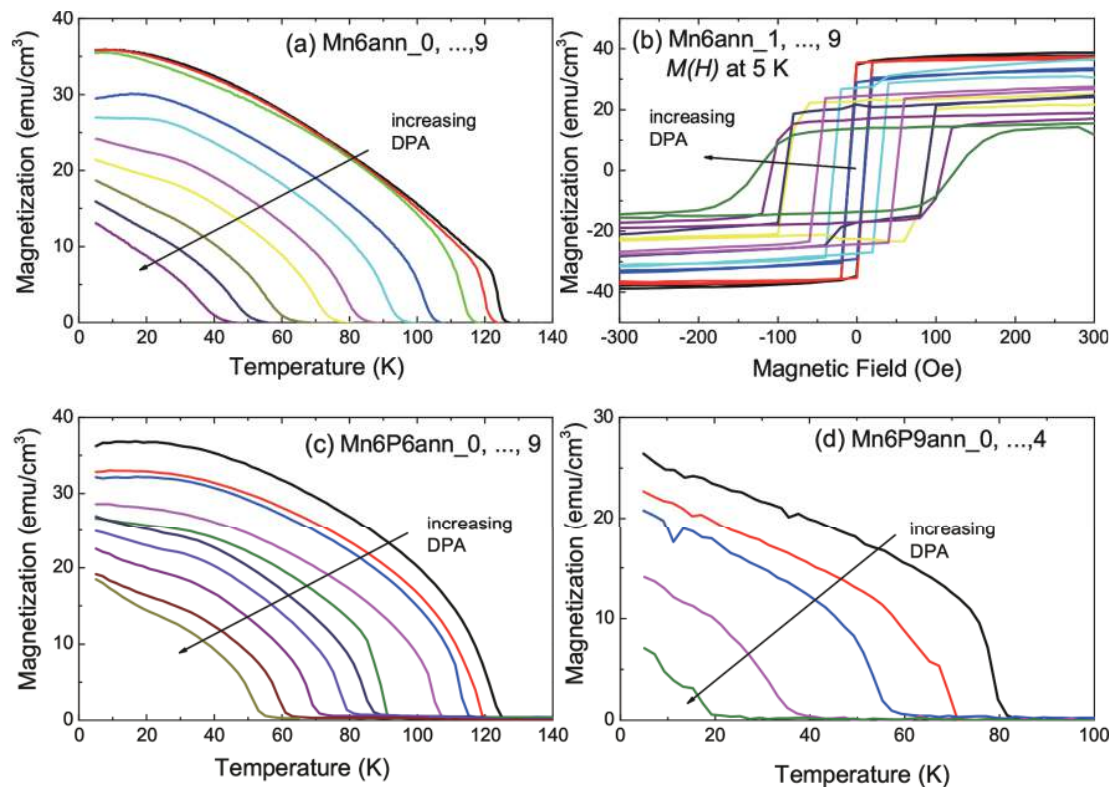 (a) Mn6ann_0, ...,9
increasing
DPA
Magnetization (emu/cm³)
40
30
20
10
0
0 20 40 60 80 100 120 140
Temperature (K)
(b) Mn6ann_1, ..., 9
M(H) at 5 K
increasing
DPA
Magnetization (emu/cm³)
40
20
0
-20
-40
-300 -200 -100 0 100 200 300
Magnetic Field (Oe)
(c) Mn6P6ann_0, ..., 9
increasing
DPA
Magnetization (emu/cm³)
40
30
20
10
0
0 20 40 60 80 100 120 140
Temperature (K)
(d) Mn6P9ann_0, ...,4
increasing
DPA
Magnetization (emu/cm³)
30
20
10
0
0 20 40 60 80 100
Temperature (K)